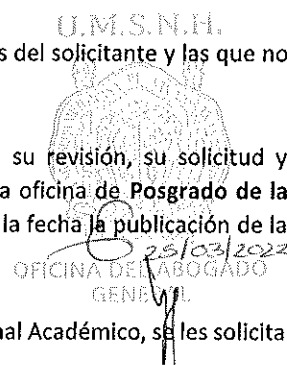 U.M.S.N.H.
s del solicitante y las que no
su revisión, su solicitud y
a oficina de Posgrado de la
la fecha la publicación de la
25/03/2022
OFICINA DEL ABOGADO
GENERAL
nal Académico, se les solicita